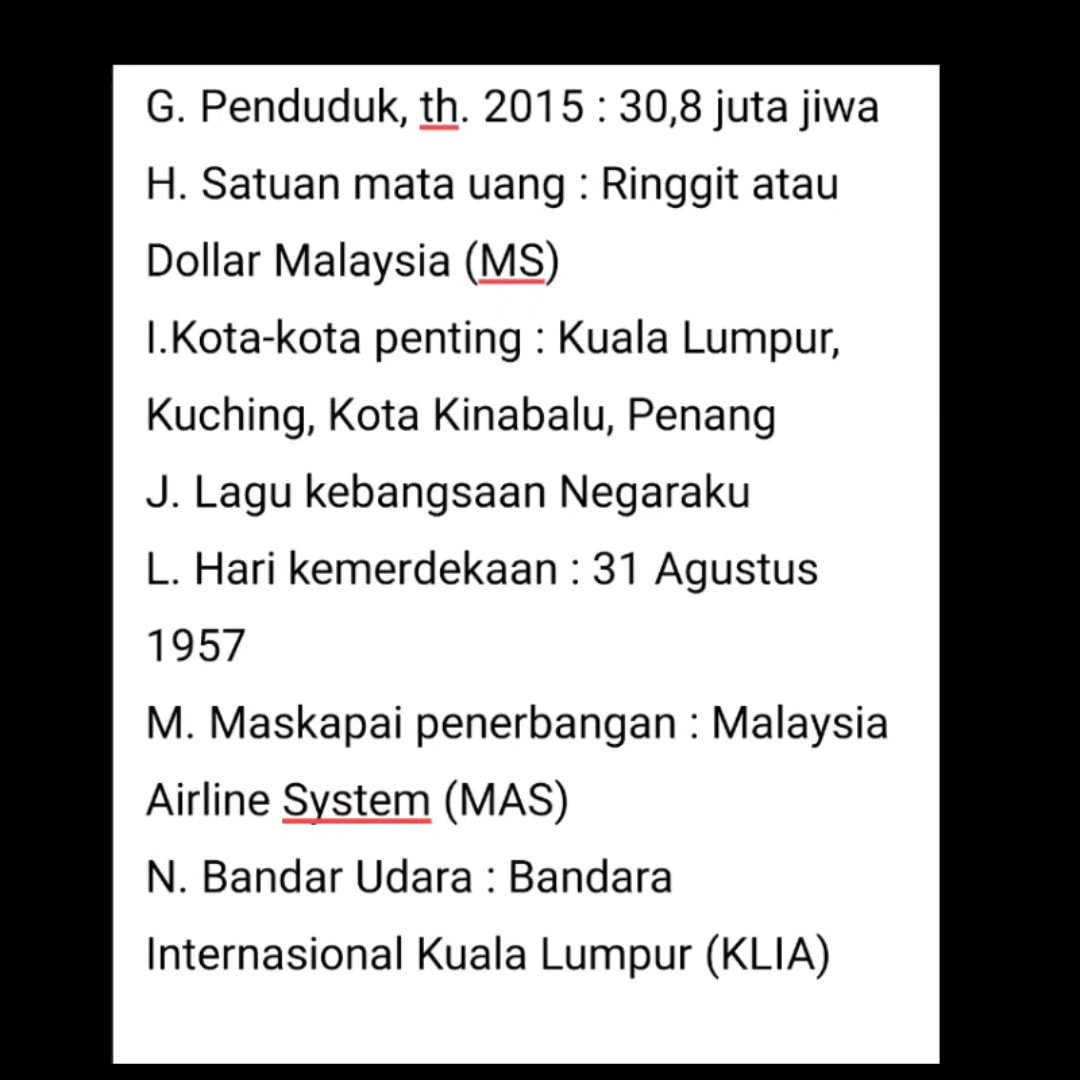 G. Penduduk, th. 2015 : 30,8 juta jiwa
H. Satuan mata uang : Ringgit atau
Dollar Malaysia (MS)
I.Kota-kota penting : Kuala Lumpur,
Kuching, Kota Kinabalu, Penang
J. Lagu kebangsaan Negaraku
L. Hari kemerdekaan : 31 Agustus
1957
M. Maskapai penerbangan : Malaysia
Airline System (MAS)
N. Bandar Udara : Bandara
Internasional Kuala Lumpur (KLIA)